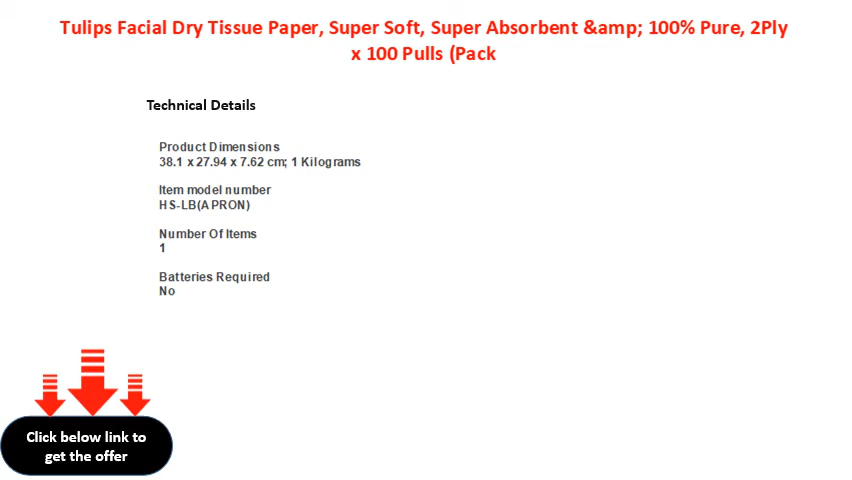 Tulips Facial Dry Tissue Paper, Super Soft, Super Absorbent &amp; 100% Pure, 2Ply
x 100 Pulls (Pack
Technical Details
Product Dimensions
38.1 x 27.94 x 7.62 cm; 1 Kilograms
Item model number
HS-LB(APRON)
Number Of Items
1
Batteries Required
No
Click below link to
get the offer